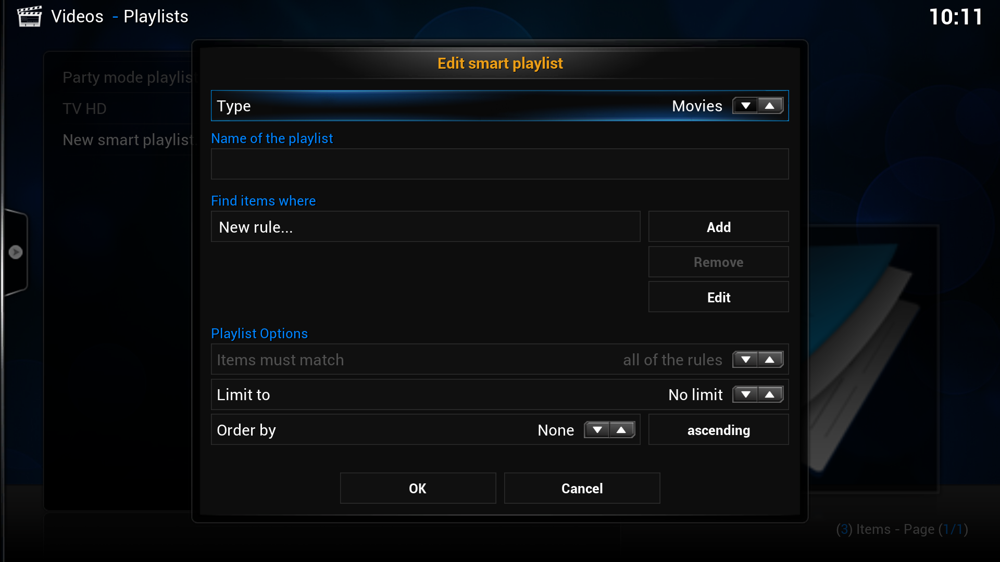 Videos - Playlists
10:11
Party mode playlis
TV HD
New smart playlist.
Edit smart playlist
Type Movies
Name of the playlist
Find items where
New rule... Add
Remove
Edit
Playlist Options
Items must match all of the rules
Limit to No limit
Order by None ascending
OK Cancel
(3) Items - Page (1/1)